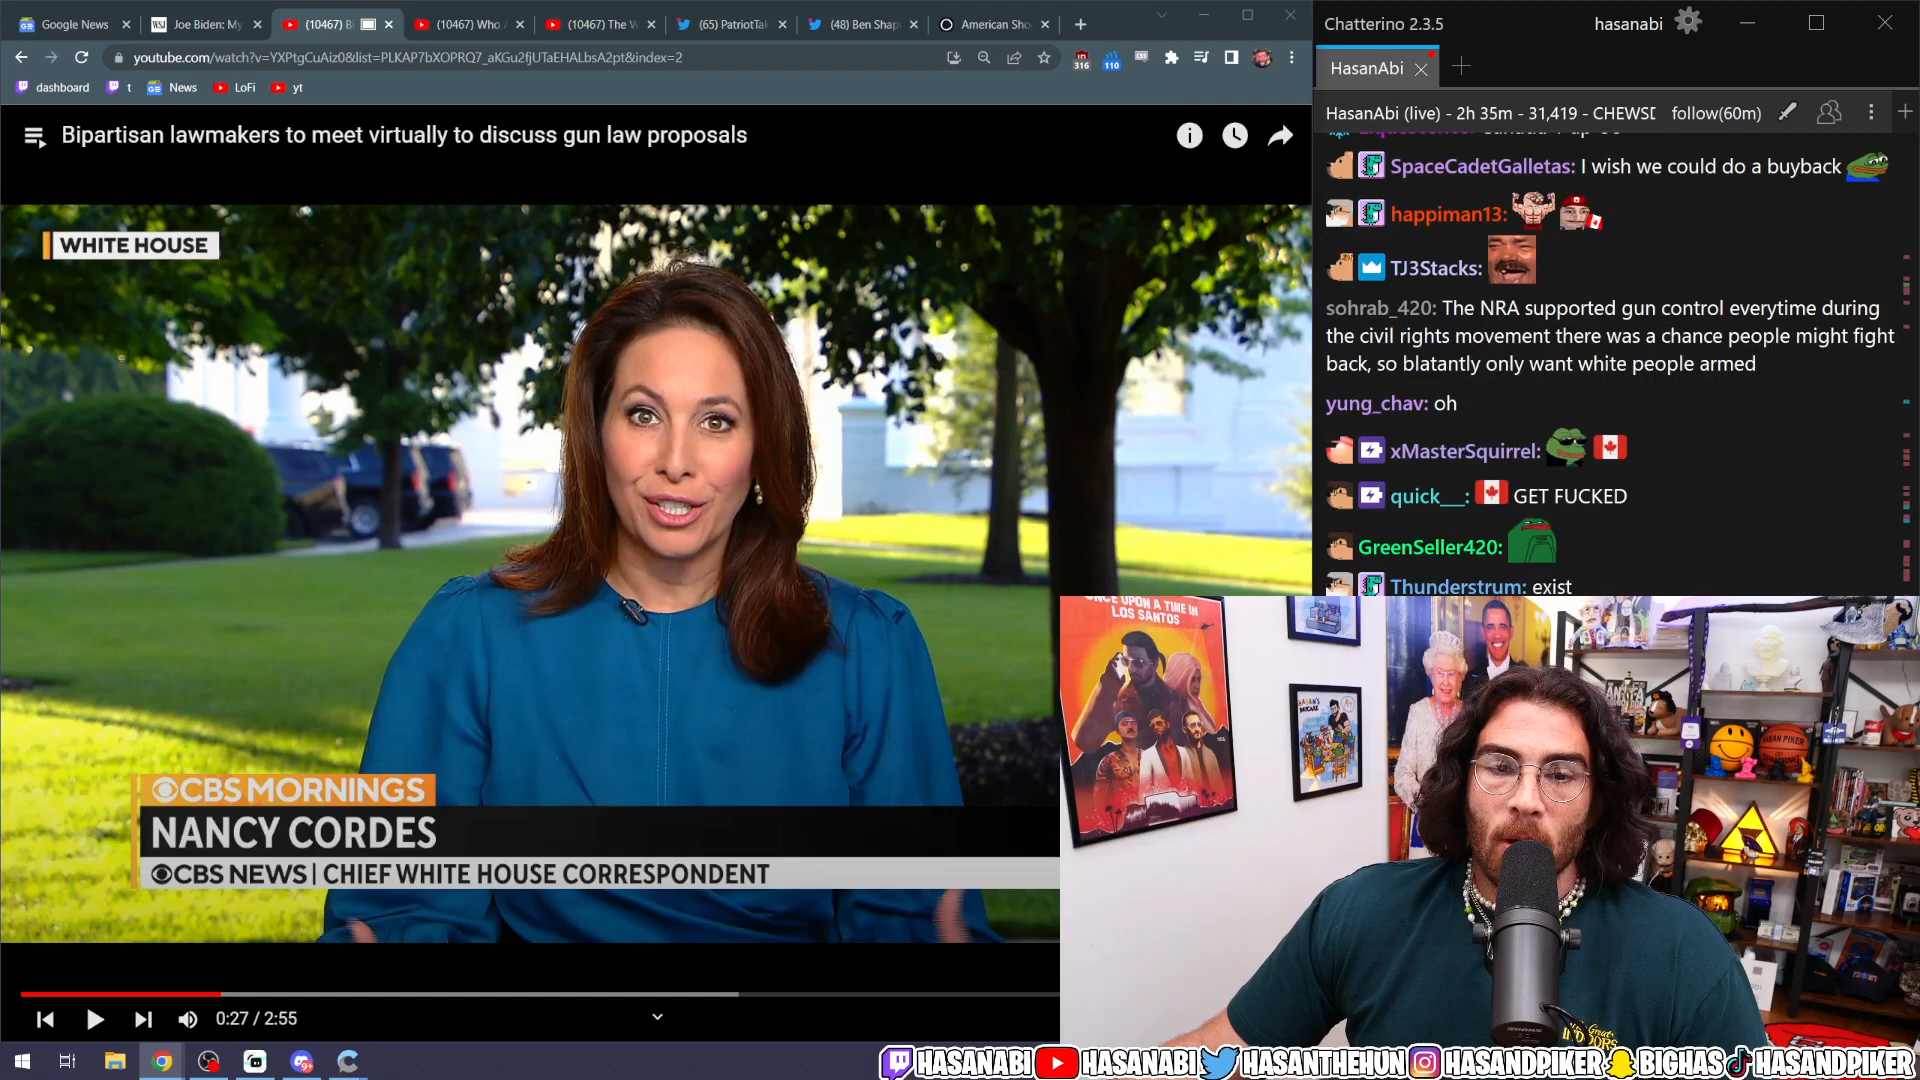 Google News
Joe Biden: My
(10467) Bi
(10467) Who
(10467) The W
(65) PatriotTak
(48) Ben Shap
American Sho
youtube.com/watch?v=YXPtgCuAiz0&list=PLKAP7bXOPRQ7_aKGu2fjUTaEHALbsA2pt&index=2
316
110
dashboard
t
News
LoFi
yt
Bipartisan lawmakers to meet virtually to discuss gun law proposals
WHITE HOUSE
CBS MORNINGS
NANCY CORDES
CBS NEWS | CHIEF WHITE HOUSE CORRESPONDENT
0:27 / 2:55
Chatterino 2.3.5
hasanabi
HasanAbi
HasanAbi (live) - 2h 35m - 31,419 - CHEWSD
follow(60m)
SpaceCadetGalletas: I wish we could do a buyback
happiman13:
TJ3Stacks:
sohrab_420: The NRA supported gun control everytime during
the civil rights movement there was a chance people might fight
back, so blatantly only want white people armed
yung_chav: oh
xMasterSquirrel:
quick__: GET FUCKED
GreenSeller420:
Thunderstrum: exist
ONCE UPON A TIME IN
LOS SANTOS
HASAN PIKER
HASANABI
HASANABI
HASANTHEHUN
HASANDPIKER
BIGHAS
HASANDPIKER